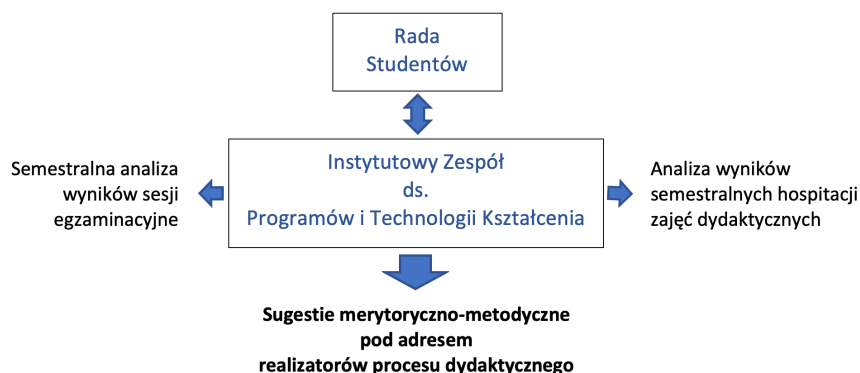 Rada
Studentów
Instytutowy Zespół
ds.
Programów i Technologii Kształcenia
Semestralna analiza
wyników sesji
egzaminacyjne
Analiza wyników
semestralnych hospitacji
zajęć dydaktycznych
Sugestie merytoryczno-metodyczne
pod adresem
realizatorów procesu dydaktycznego